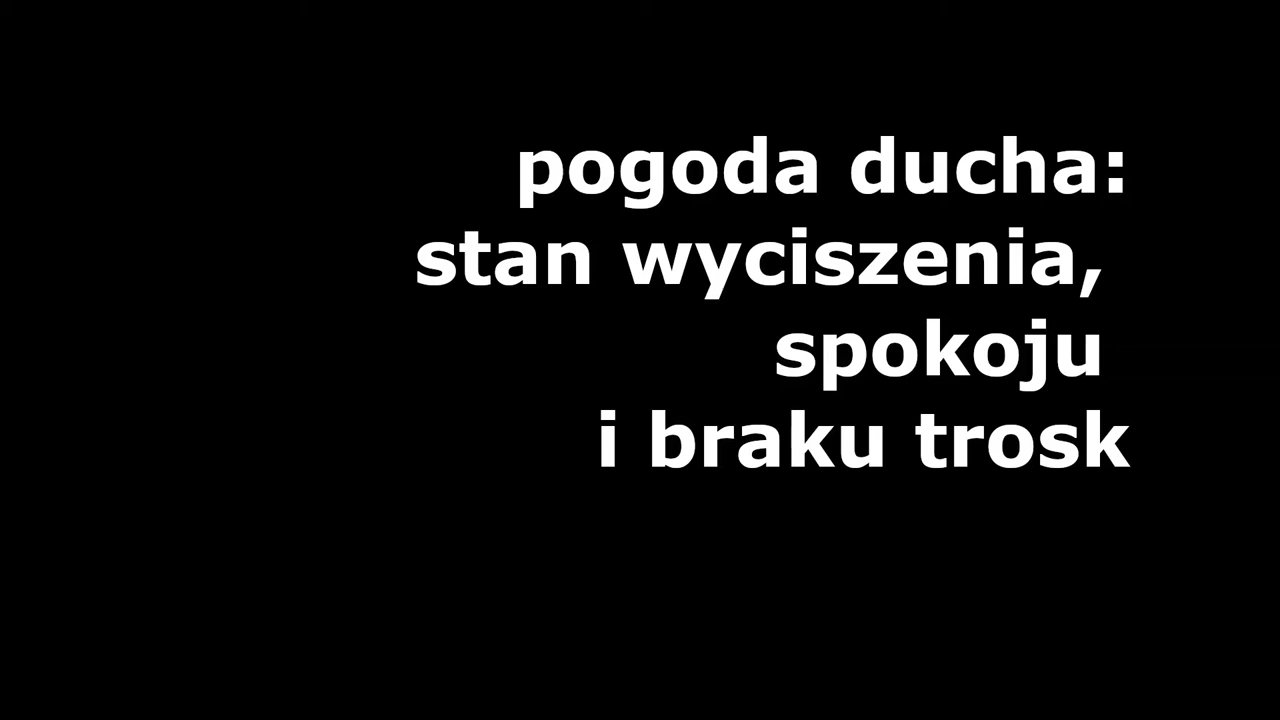 pogoda ducha:
stan wyciszenia,
spokoju
i braku trosk